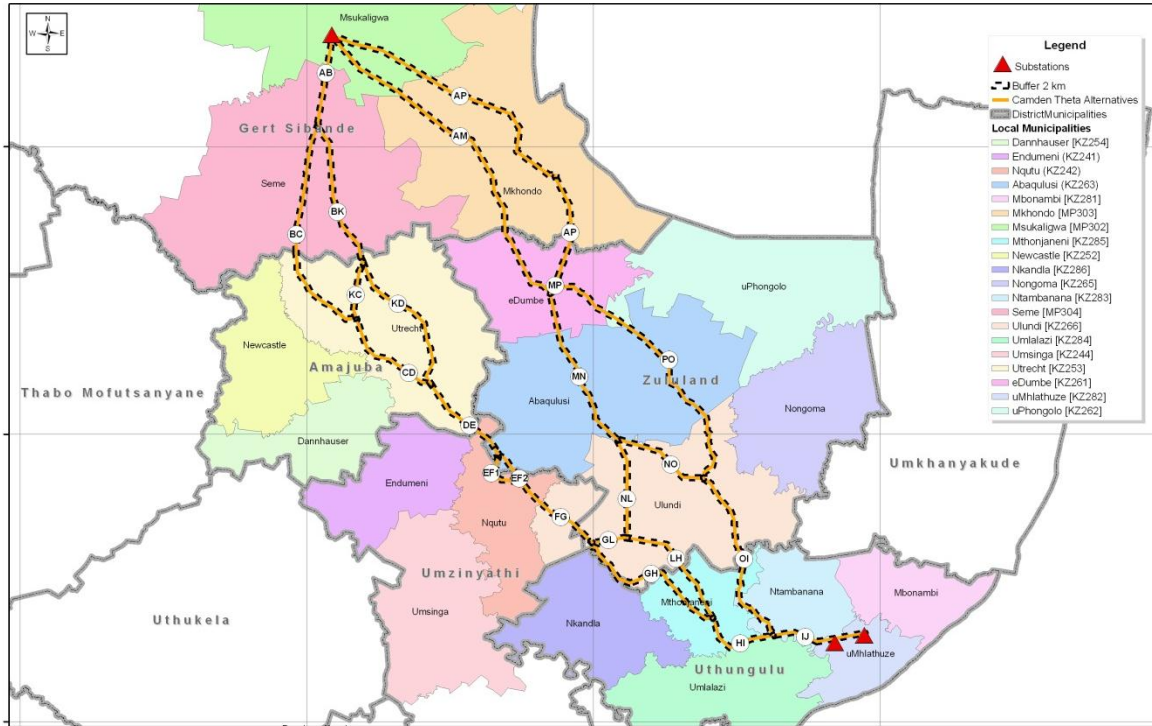 Msukaligwa
N
W E
S
AB
AP
Gert Sibande
AM
Seme
Mkhondo
BK
BC
AP
uPhongolo
MP
eDumbe
KC
KD
Utrecht
Newcastle
PO
Amajuba
CD
MN
Zululand
Thabo Mofutsanyane
Abaqulusi
Nongoma
DE
Dannhauser
NO
Umkhanyakude
EF1
EF2
Endumeni
NL
Ulundi
FG
Nqutu
GL
LH
OI
Umzinyathi
GH
Mthonjaneni
Ntambanana
Mbonambi
Umsinga
Uthukela
Nkandla
HI
IJ
uMhlathuze
Uthungulu
Umlalazi
Legend
Substations
Buffer 2 km
Camden Theta Alternatives
DistrictMunicipalities
Local Municipalities
Dannhauser [KZ254]
Endumeni (KZ241)
Nqutu (KZ242)
Abaqulusi (KZ263)
Mbonambi [KZ281]
Mkhondo [MP303]
Msukaligwa [MP302]
Mthonjaneni [KZ285]
Newcastle [KZ252]
Nkandla [KZ286]
Nongoma [KZ265]
Ntambanana [KZ283]
Seme [MP304]
Ulundi [KZ266]
Umlalazi [KZ284]
Umsinga [KZ244]
Utrecht [KZ253]
eDumbe [KZ261]
uMhlathuze [KZ282]
uPhongolo [KZ262]